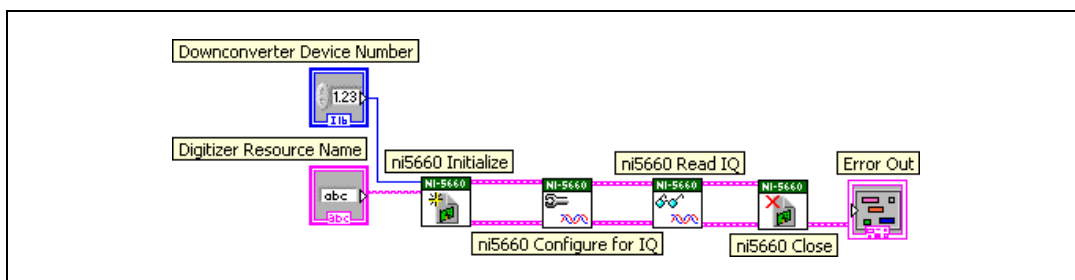 Downconverter Device Number
1.23
I16
Digitizer Resource Name
abc
abc
ni5660 Initialize
NI-5660
ni5660 Configure for IQ
NI-5660
ni5660 Read IQ
NI-5660
ni5660 Close
NI-5660
Error Out